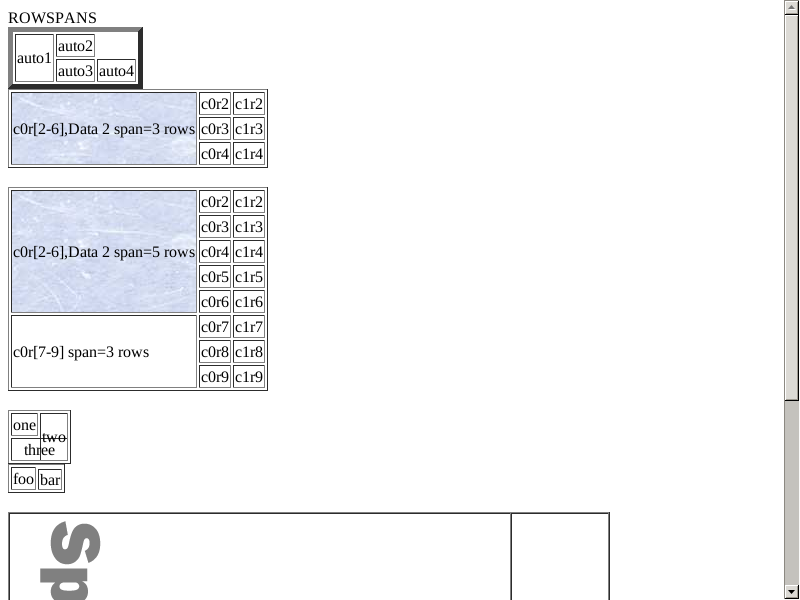 ROWSPANS
auto1 auto2
auto3 auto4
c0r[2-6],Data 2 span=3 rows c0r2 c1r2
c0r3 c1r3
c0r4 c1r4
c0r[2-6],Data 2 span=5 rows c0r2 c1r2
c0r3 c1r3
c0r4 c1r4
c0r5 c1r5
c0r6 c1r6
c0r[7-9] span=3 rows c0r7 c1r7
c0r8 c1r8
c0r9 c1r9
one two
three
foo bar
sp